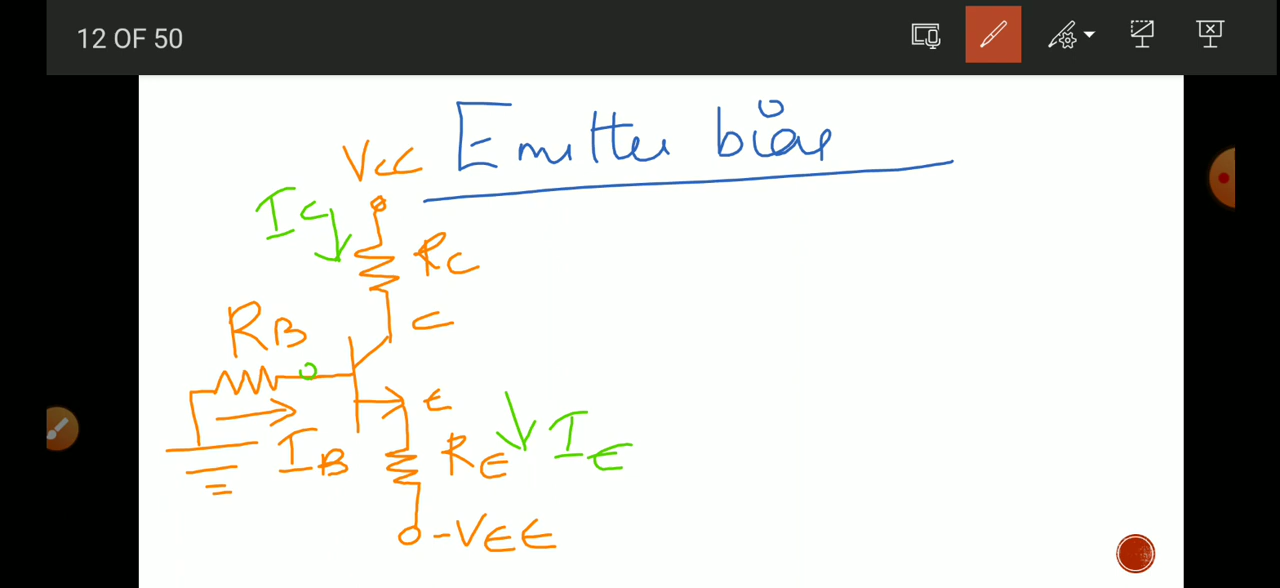 12 OF 50
Emitter bias
VCC
IC
RC
C
RB
E
IE
IB
RE
-VEE